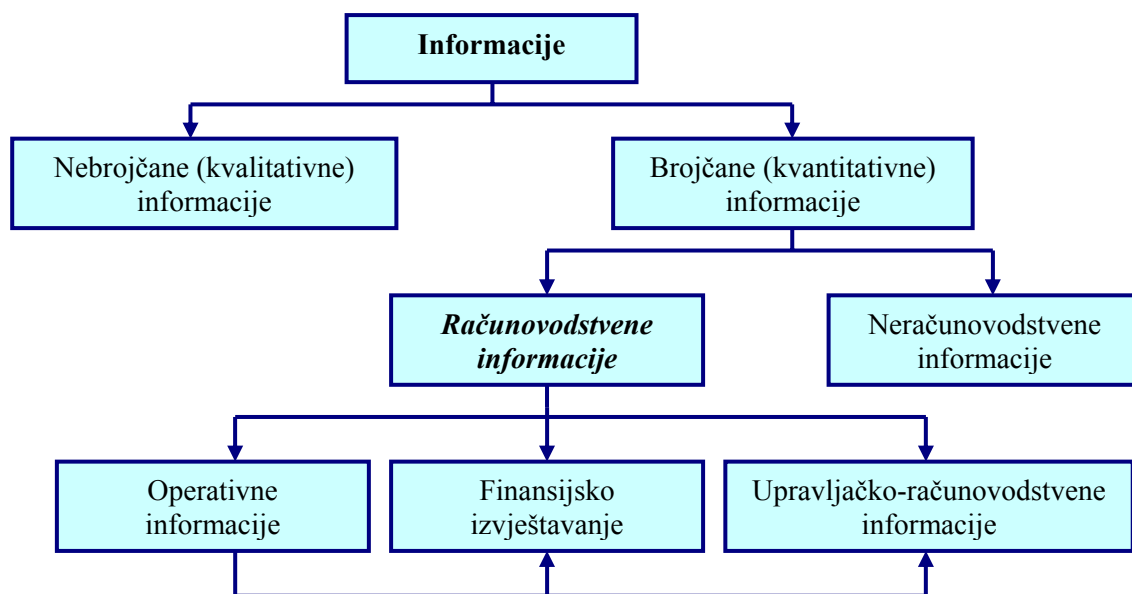 Informacije
Nebrojčane (kvalitativne)
informacije
Brojčane (kvantitativne)
informacije
Računovodstvene
informacije
Neračunovodstvene
informacije
Operativne
informacije
Finansijsko
izvještavanje
Upravljačko-računovodstvene
informacije